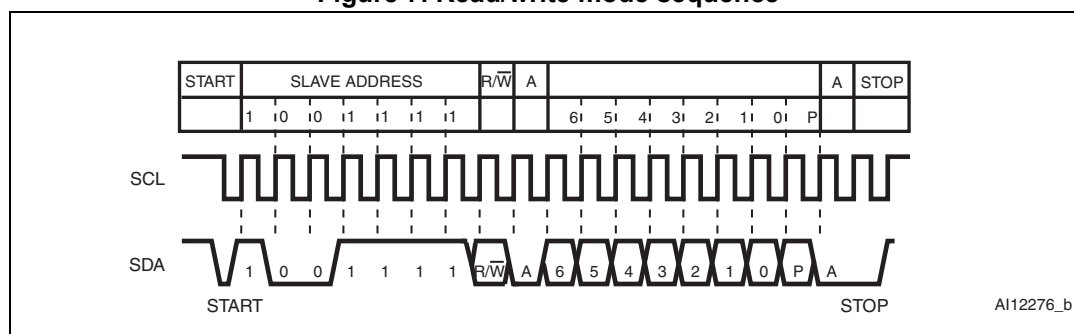 Figure 7. Read/write mode sequence
START SLAVE ADDRESS R/W̅ A A STOP
1 0 0 1 1 1 1 6 5 4 3 2 1 0 P
SCL
SDA
1 0 0 1 1 1 1 R/W̅ A 6 5 4 3 2 1 0 P A
START STOP
AI12276_b